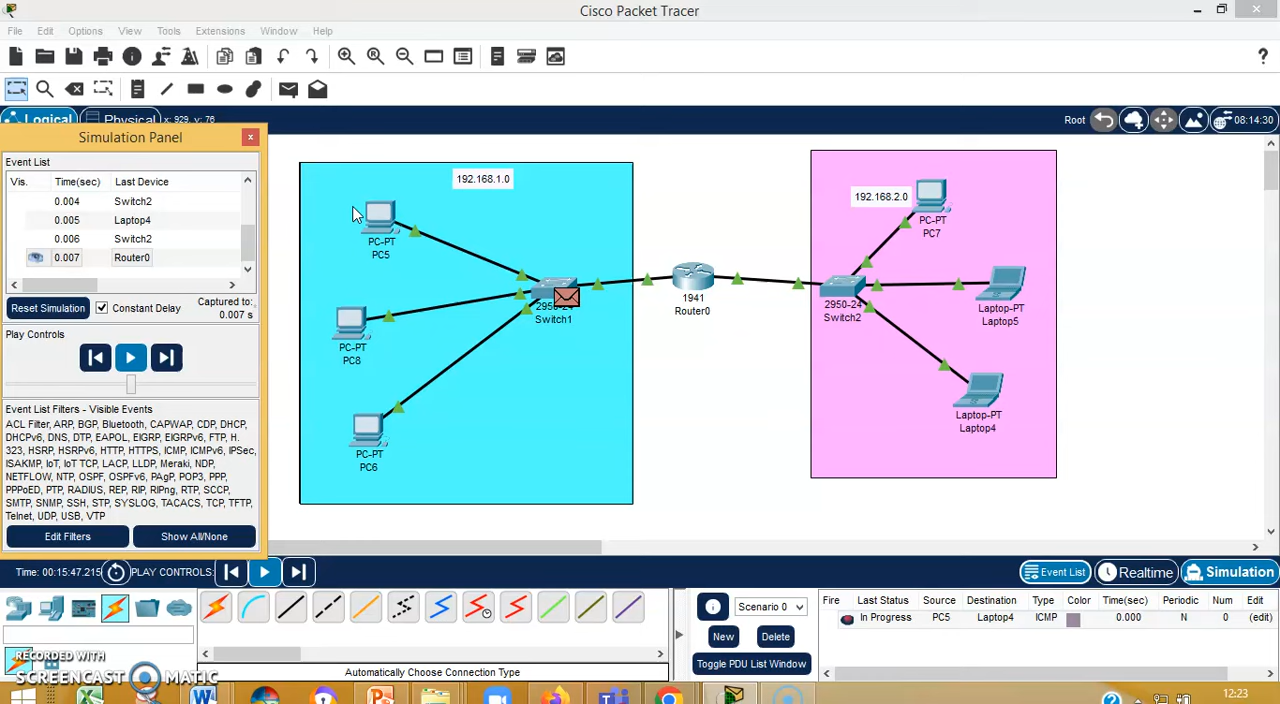 Cisco Packet Tracer
File Edit Options View Tools Extensions Window Help
Logical Physical x: 929, y: 78 Root 08:14:30
Simulation Panel
Event List
Vis. Time(sec) Last Device
0.004 Switch2
0.005 Laptop4
0.006 Switch2
0.007 Router0
Reset Simulation Constant Delay Captured to:
0.007 s
Play Controls
Event List Filters - Visible Events
ACL Filter, ARP, BGP, Bluetooth, CAPWAP, CDP, DHCP,
DHCPv6, DNS, DTP, EAPOL, EIGRP, EIGRPv6, FTP, H.
323, HSRP, HSRPv6, HTTP, HTTPS, ICMP, ICMPv6, IPSec,
ISAKMP, IoT, IoT TCP, LACP, LLDP, Meraki, NDP,
NETFLOW, NTP, OSPF, OSPFv6, PAgP, POP3, PPP,
PPPoED, PTP, RADIUS, REP, RIP, RIPng, RTP, SCCP,
SMTP, SNMP, SSH, STP, SYSLOG, TACACS, TCP, TFTP,
Telnet, UDP, USB, VTP
Edit Filters Show All/None
192.168.1.0
PC-PT
PC5
PC-PT
PC8
PC-PT
PC6
2950-24
Switch1
1941
Router0
192.168.2.0
PC-PT
PC7
2950-24
Switch2
Laptop-PT
Laptop5
Laptop-PT
Laptop4
Time: 00:15:47.215 PLAY CONTROLS: Event List Realtime Simulation
Automatically Choose Connection Type
Scenario 0
New Delete
Toggle PDU List Window
Fire Last Status Source Destination Type Color Time(sec) Periodic Num Edit
In Progress PC5 Laptop4 ICMP 0.000 N 0 (edit)
RECORDED WITH
SCREENCAST MATIC
12:23